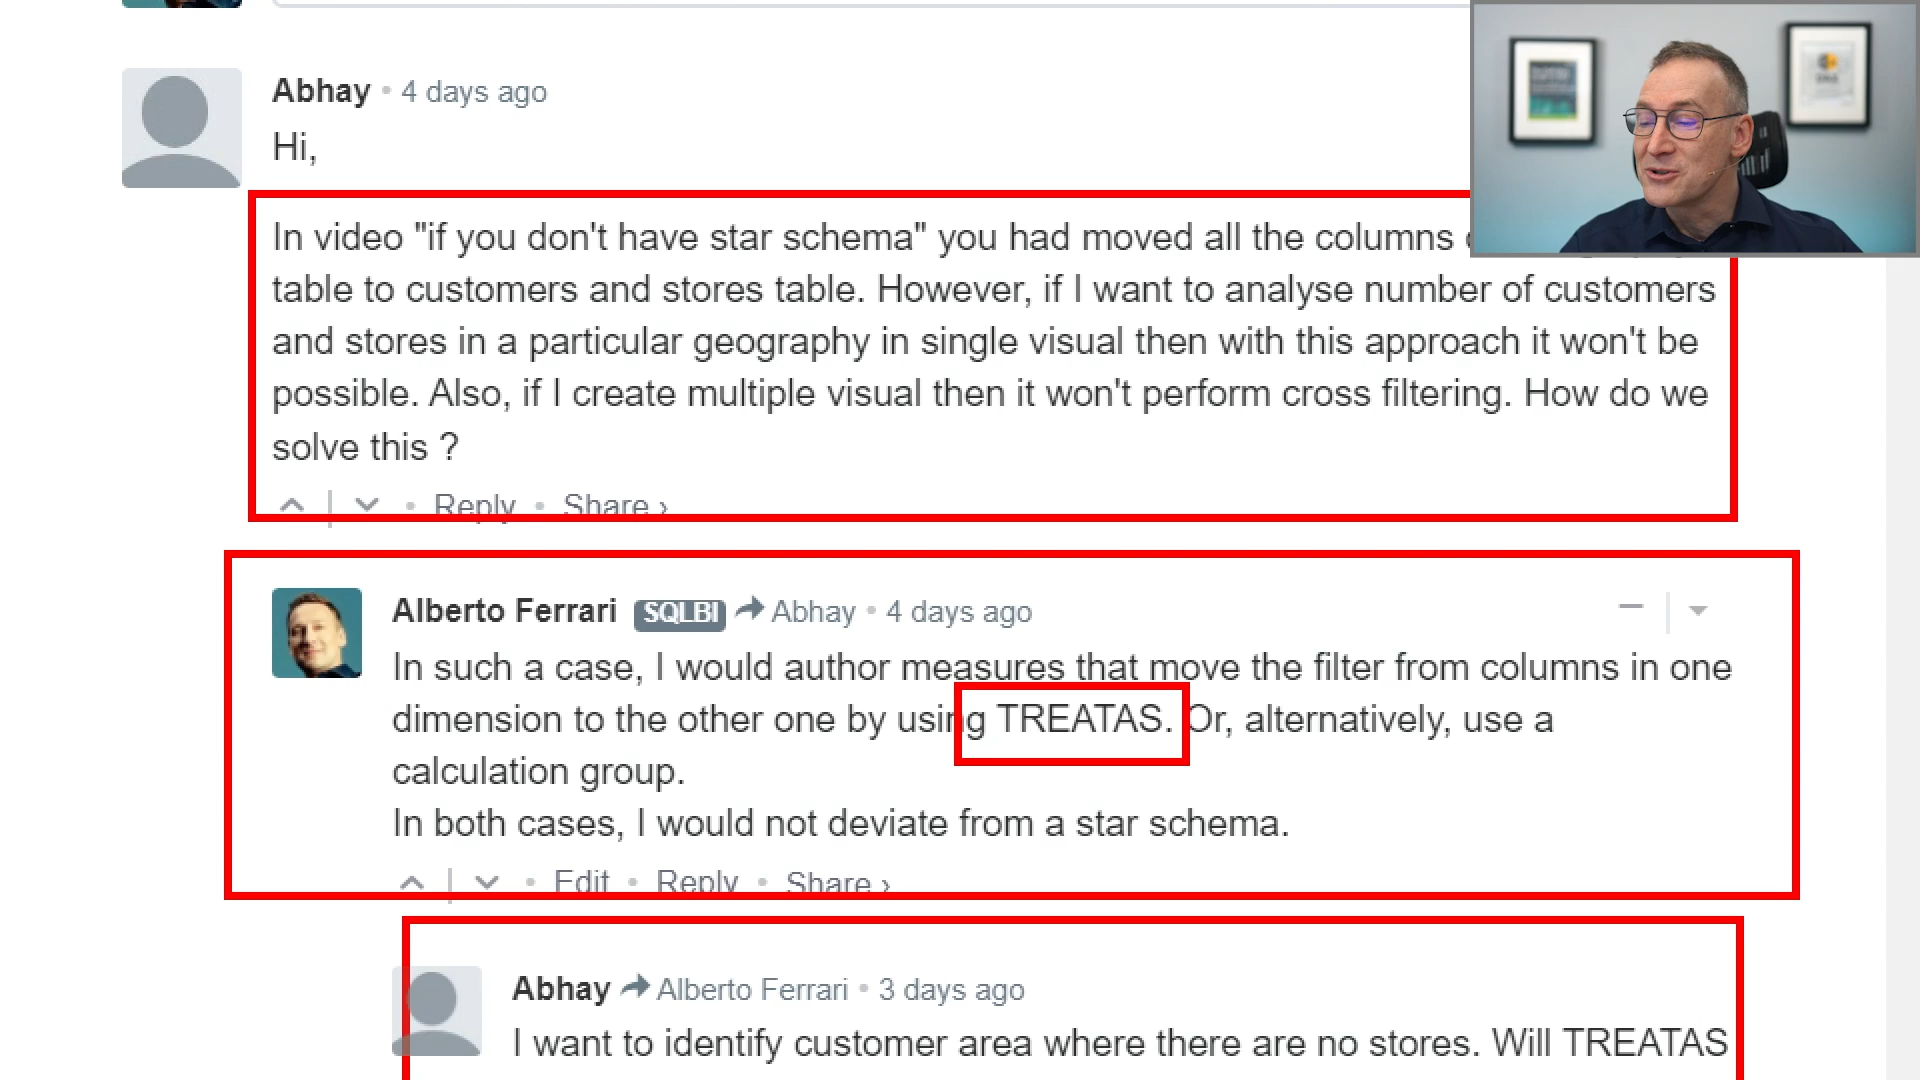 Abhay • 4 days ago
Hi,
In video "if you don't have star schema" you had moved all the columns
table to customers and stores table. However, if I want to analyse number of customers
and stores in a particular geography in single visual then with this approach it won't be
possible. Also, if I create multiple visual then it won't perform cross filtering. How do we
solve this ?
• Reply • Share ›
Alberto Ferrari SQLBI Abhay • 4 days ago
In such a case, I would author measures that move the filter from columns in one
dimension to the other one by using TREATAS. Or, alternatively, use a
calculation group.
In both cases, I would not deviate from a star schema.
• Edit • Reply • Share ›
Abhay Alberto Ferrari • 3 days ago
I want to identify customer area where there are no stores. Will TREATAS